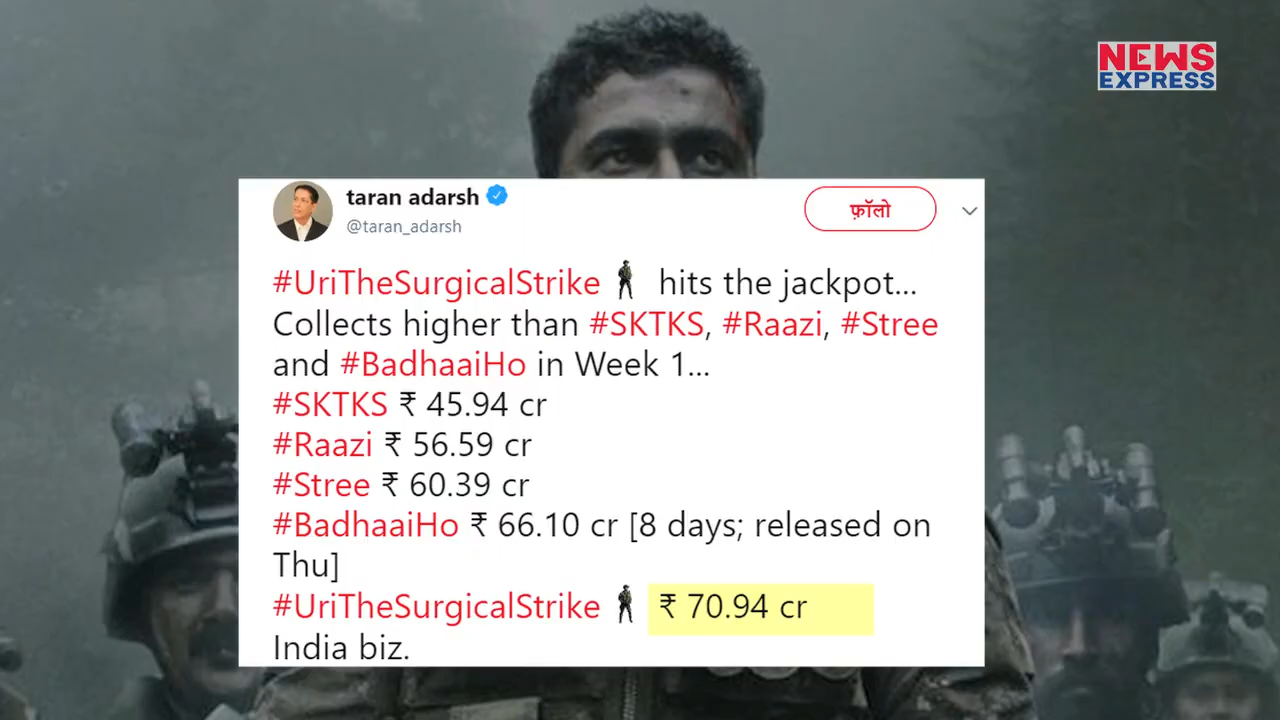 NEWS
EXPRESS
taran adarsh
फ़ॉलो
@taran_adarsh
#UriTheSurgicalStrike hits the jackpot...
Collects higher than #SKTKS, #Raazi, #Stree
and #BadhaaiHo in Week 1...
#SKTKS ₹ 45.94 cr
#Raazi ₹ 56.59 cr
#Stree ₹ 60.39 cr
#BadhaaiHo ₹ 66.10 cr [8 days; released on
Thu]
#UriTheSurgicalStrike ₹ 70.94 cr
India biz.